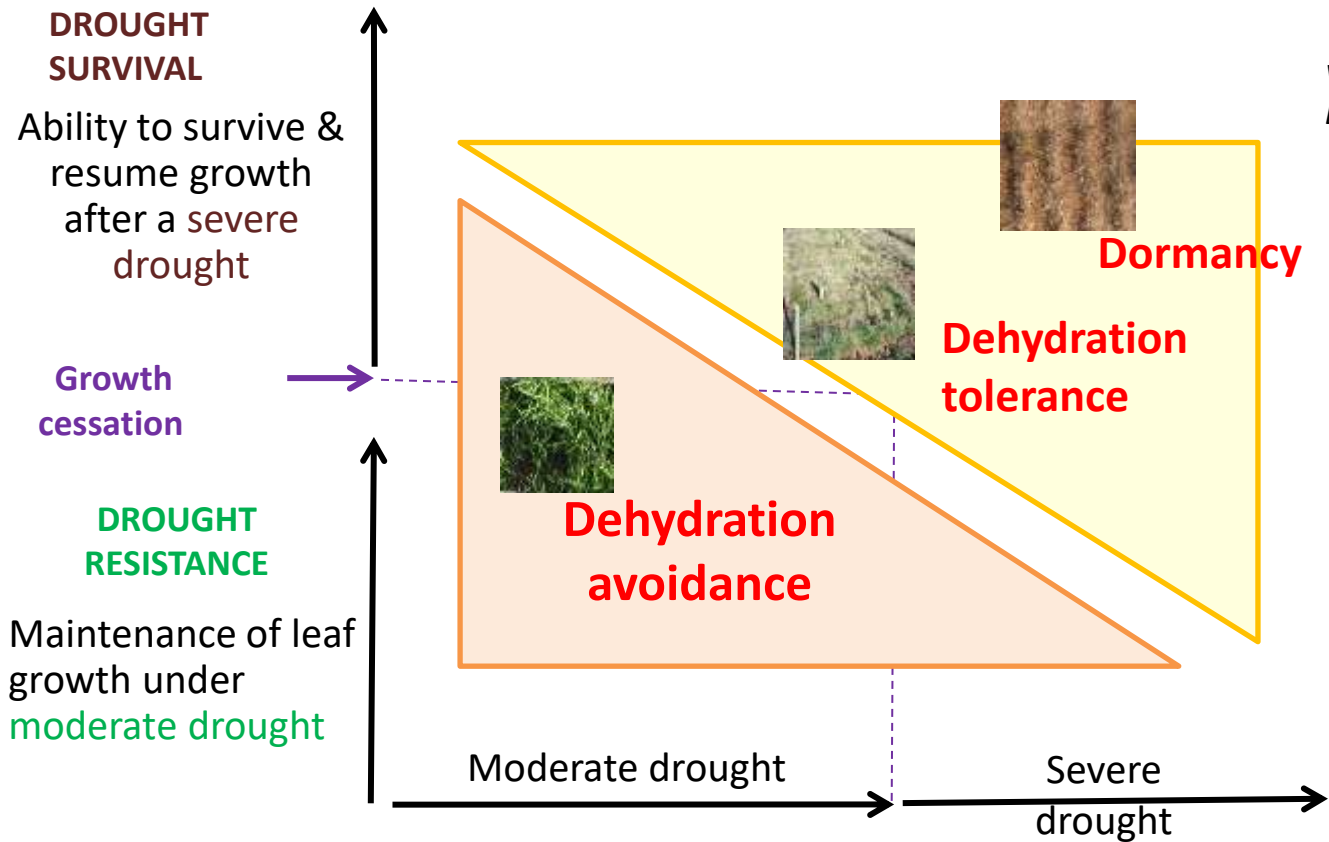 DROUGHT
SURVIVAL
Ability to survive &
resume growth
after a severe
drought
Growth
cessation
DROUGHT
RESISTANCE
Maintenance of leaf
growth under
moderate drought
Dormancy
Dehydration
tolerance
Dehydration
avoidance
Moderate drought
Severe
drought